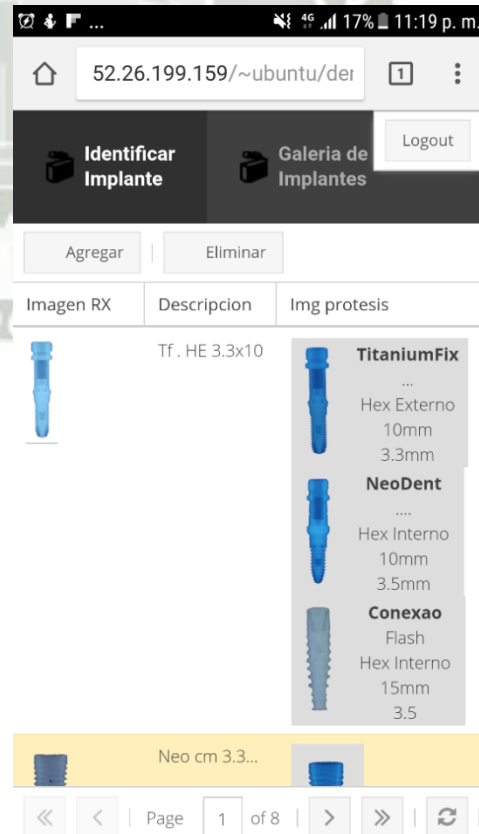 ... 4G 17% 11:19 p. m.
52.26.199.159/~ubuntu/der 1
Logout
Identificar
Implante
Galeria de
Implantes
Agregar Eliminar
Imagen RX Descripcion Img protesis
Tf . HE 3.3x10
TitaniumFix
...
Hex Externo
10mm
3.3mm
NeoDent
....
Hex Interno
10mm
3.5mm
Conexao
Flash
Hex Interno
15mm
3.5
Neo cm 3.3...
Page 1 of 8